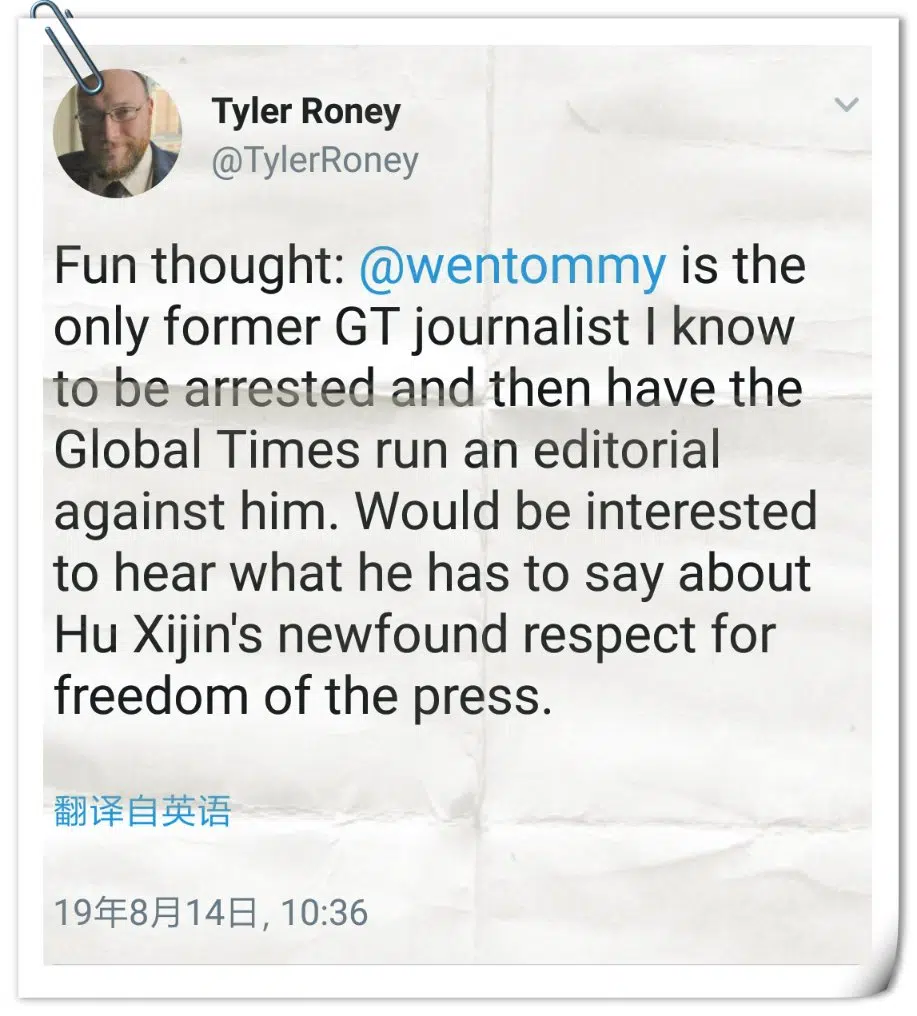 Tyler Roney
@TylerRoney
Fun thought: @wentommy is the
only former GT journalist I know
to be arrested and then have the
Global Times run an editorial
against him. Would be interested
to hear what he has to say about
Hu Xijin's newfound respect for
freedom of the press.
翻译自英语
19年8月14日, 10:36